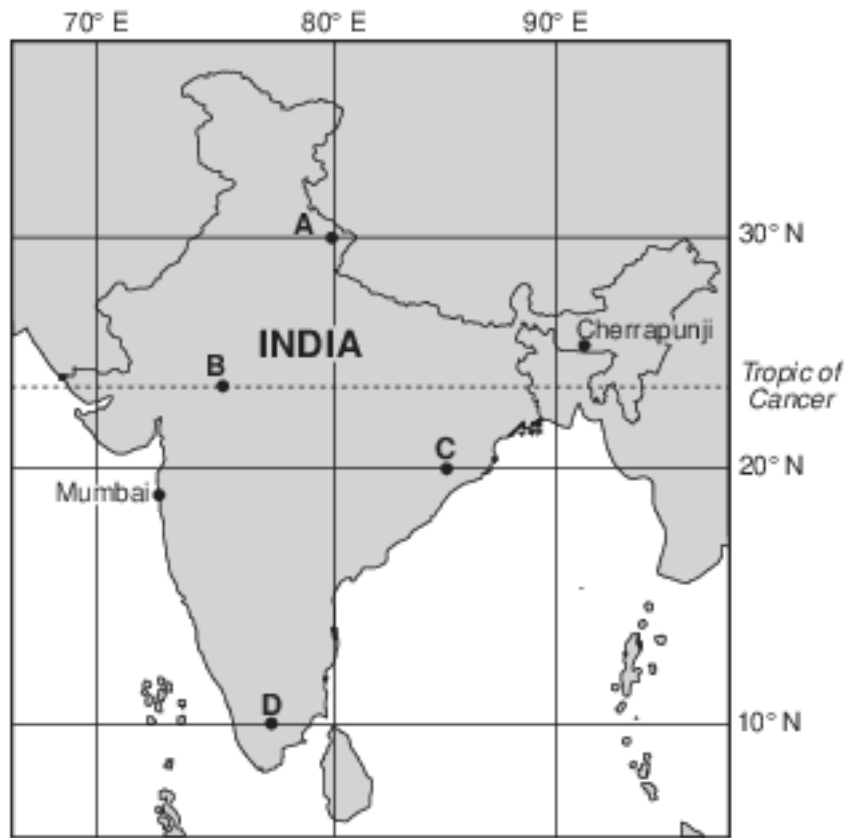 70° E 80° E 90° E
A
30° N
INDIA
Cherrapunji
B
Tropic of
Cancer
C
20° N
Mumbai
D
10° N